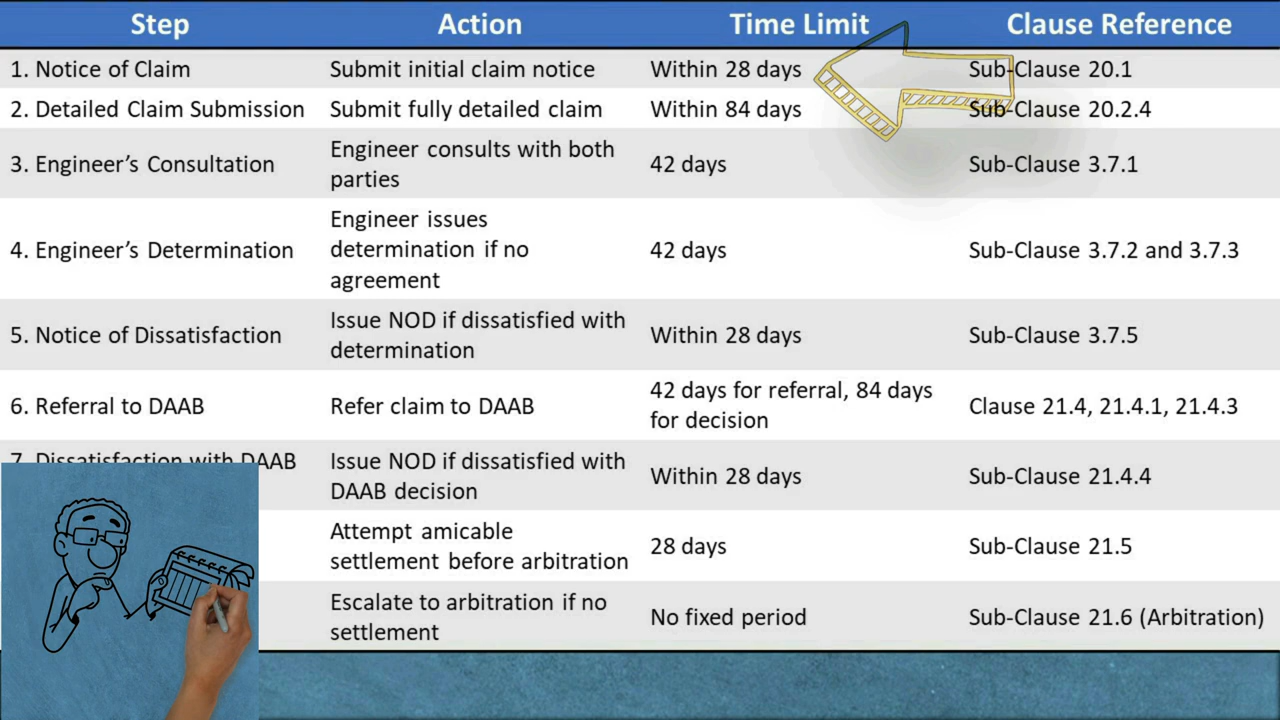 Step Action Time Limit Clause Reference
1. Notice of Claim Submit initial claim notice Within 28 days Sub-Clause 20.1
2. Detailed Claim Submission Submit fully detailed claim Within 84 days Sub-Clause 20.2.4
3. Engineer’s Consultation Engineer consults with both
parties 42 days Sub-Clause 3.7.1
4. Engineer’s Determination Engineer issues
determination if no
agreement 42 days Sub-Clause 3.7.2 and 3.7.3
5. Notice of Dissatisfaction Issue NOD if dissatisfied with
determination Within 28 days Sub-Clause 3.7.5
6. Referral to DAAB Refer claim to DAAB 42 days for referral, 84 days
for decision Clause 21.4, 21.4.1, 21.4.3
7. Dissatisfaction with DAAB Issue NOD if dissatisfied with
DAAB decision Within 28 days Sub-Clause 21.4.4
Attempt amicable
settlement before arbitration 28 days Sub-Clause 21.5
Escalate to arbitration if no
settlement No fixed period Sub-Clause 21.6 (Arbitration)